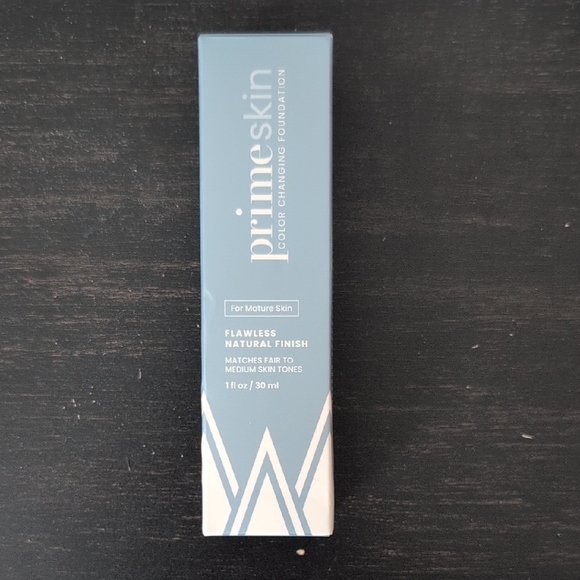 primeskin
COLOR CHANGING FOUNDATION
For Mature Skin
FLAWLESS
NATURAL FINISH
MATCHES FAIR TO
MEDIUM SKIN TONES
1 fl oz / 30 ml